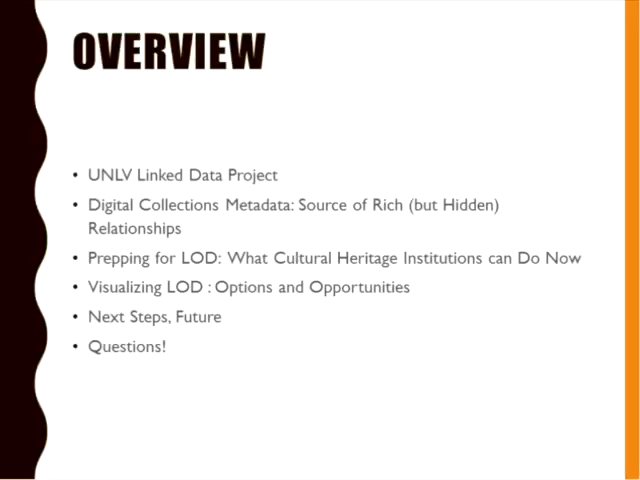 OVERVIEW
• UNLV Linked Data Project
• Digital Collections Metadata: Source of Rich (but Hidden)
Relationships
• Prepping for LOD: What Cultural Heritage Institutions can Do Now
• Visualizing LOD : Options and Opportunities
• Next Steps, Future
• Questions!